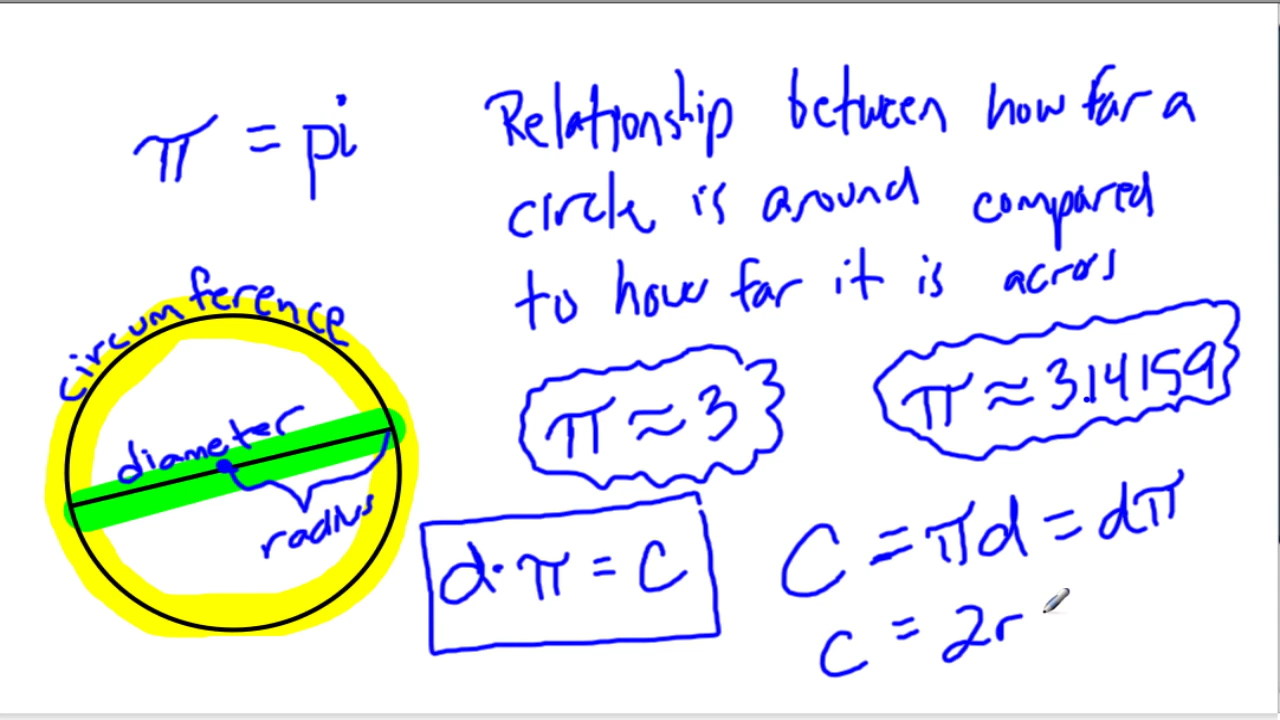 π = pi
Relationship between how far a
circle is around compared
to how far it is across
circumference
diameter
radius
π ≈ 3
π ≈ 3.14159
d · π = C
C = πd = dπ
C = 2r